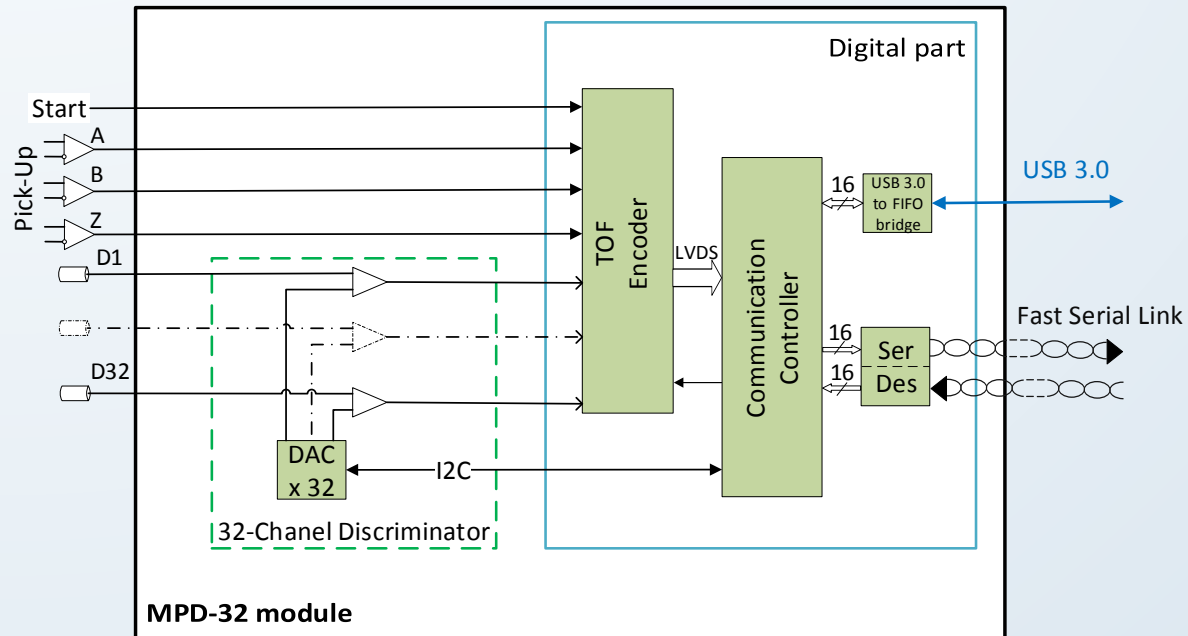 Digital part
Start
A
Pick-Up
B
Z
D1
D32
TOF
Encoder
LVDS
Communication
Controller
16
USB 3.0
to FIFO
bridge
USB 3.0
Fast Serial Link
16
Ser
16
Des
DAC
x 32
I2C
32-Chanel Discriminator
MPD-32 module